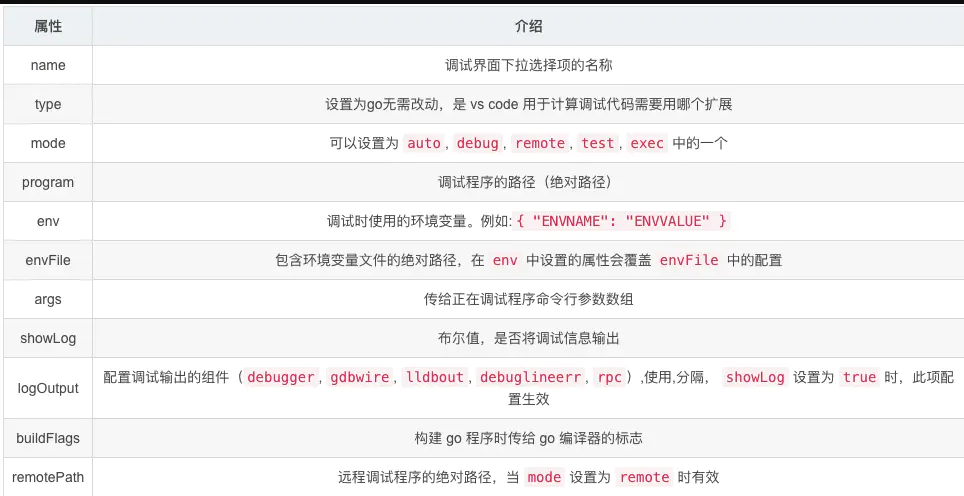 属性 介绍
name 调试界面下拉选择项的名称
type 设置为go无需改动，是 vs code 用于计算调试代码需要用哪个扩展
mode 可以设置为 auto, debug, remote, test, exec 中的一个
program 调试程序的路径（绝对路径）
env 调试时使用的环境变量。例如:{ "ENVNAME": "ENVVALUE" }
envFile 包含环境变量文件的绝对路径，在 env 中设置的属性会覆盖 envFile 中的配置
args 传给正在调试程序命令行参数数组
showLog 布尔值，是否将调试信息输出
logOutput 配置调试输出的组件（debugger, gdbwire, lldbout, debuglineerr, rpc）,使用,分隔， showLog 设置为 true 时，此项配
置生效
buildFlags 构建 go 程序时传给 go 编译器的标志
remotePath 远程调试程序的绝对路径，当 mode 设置为 remote 时有效